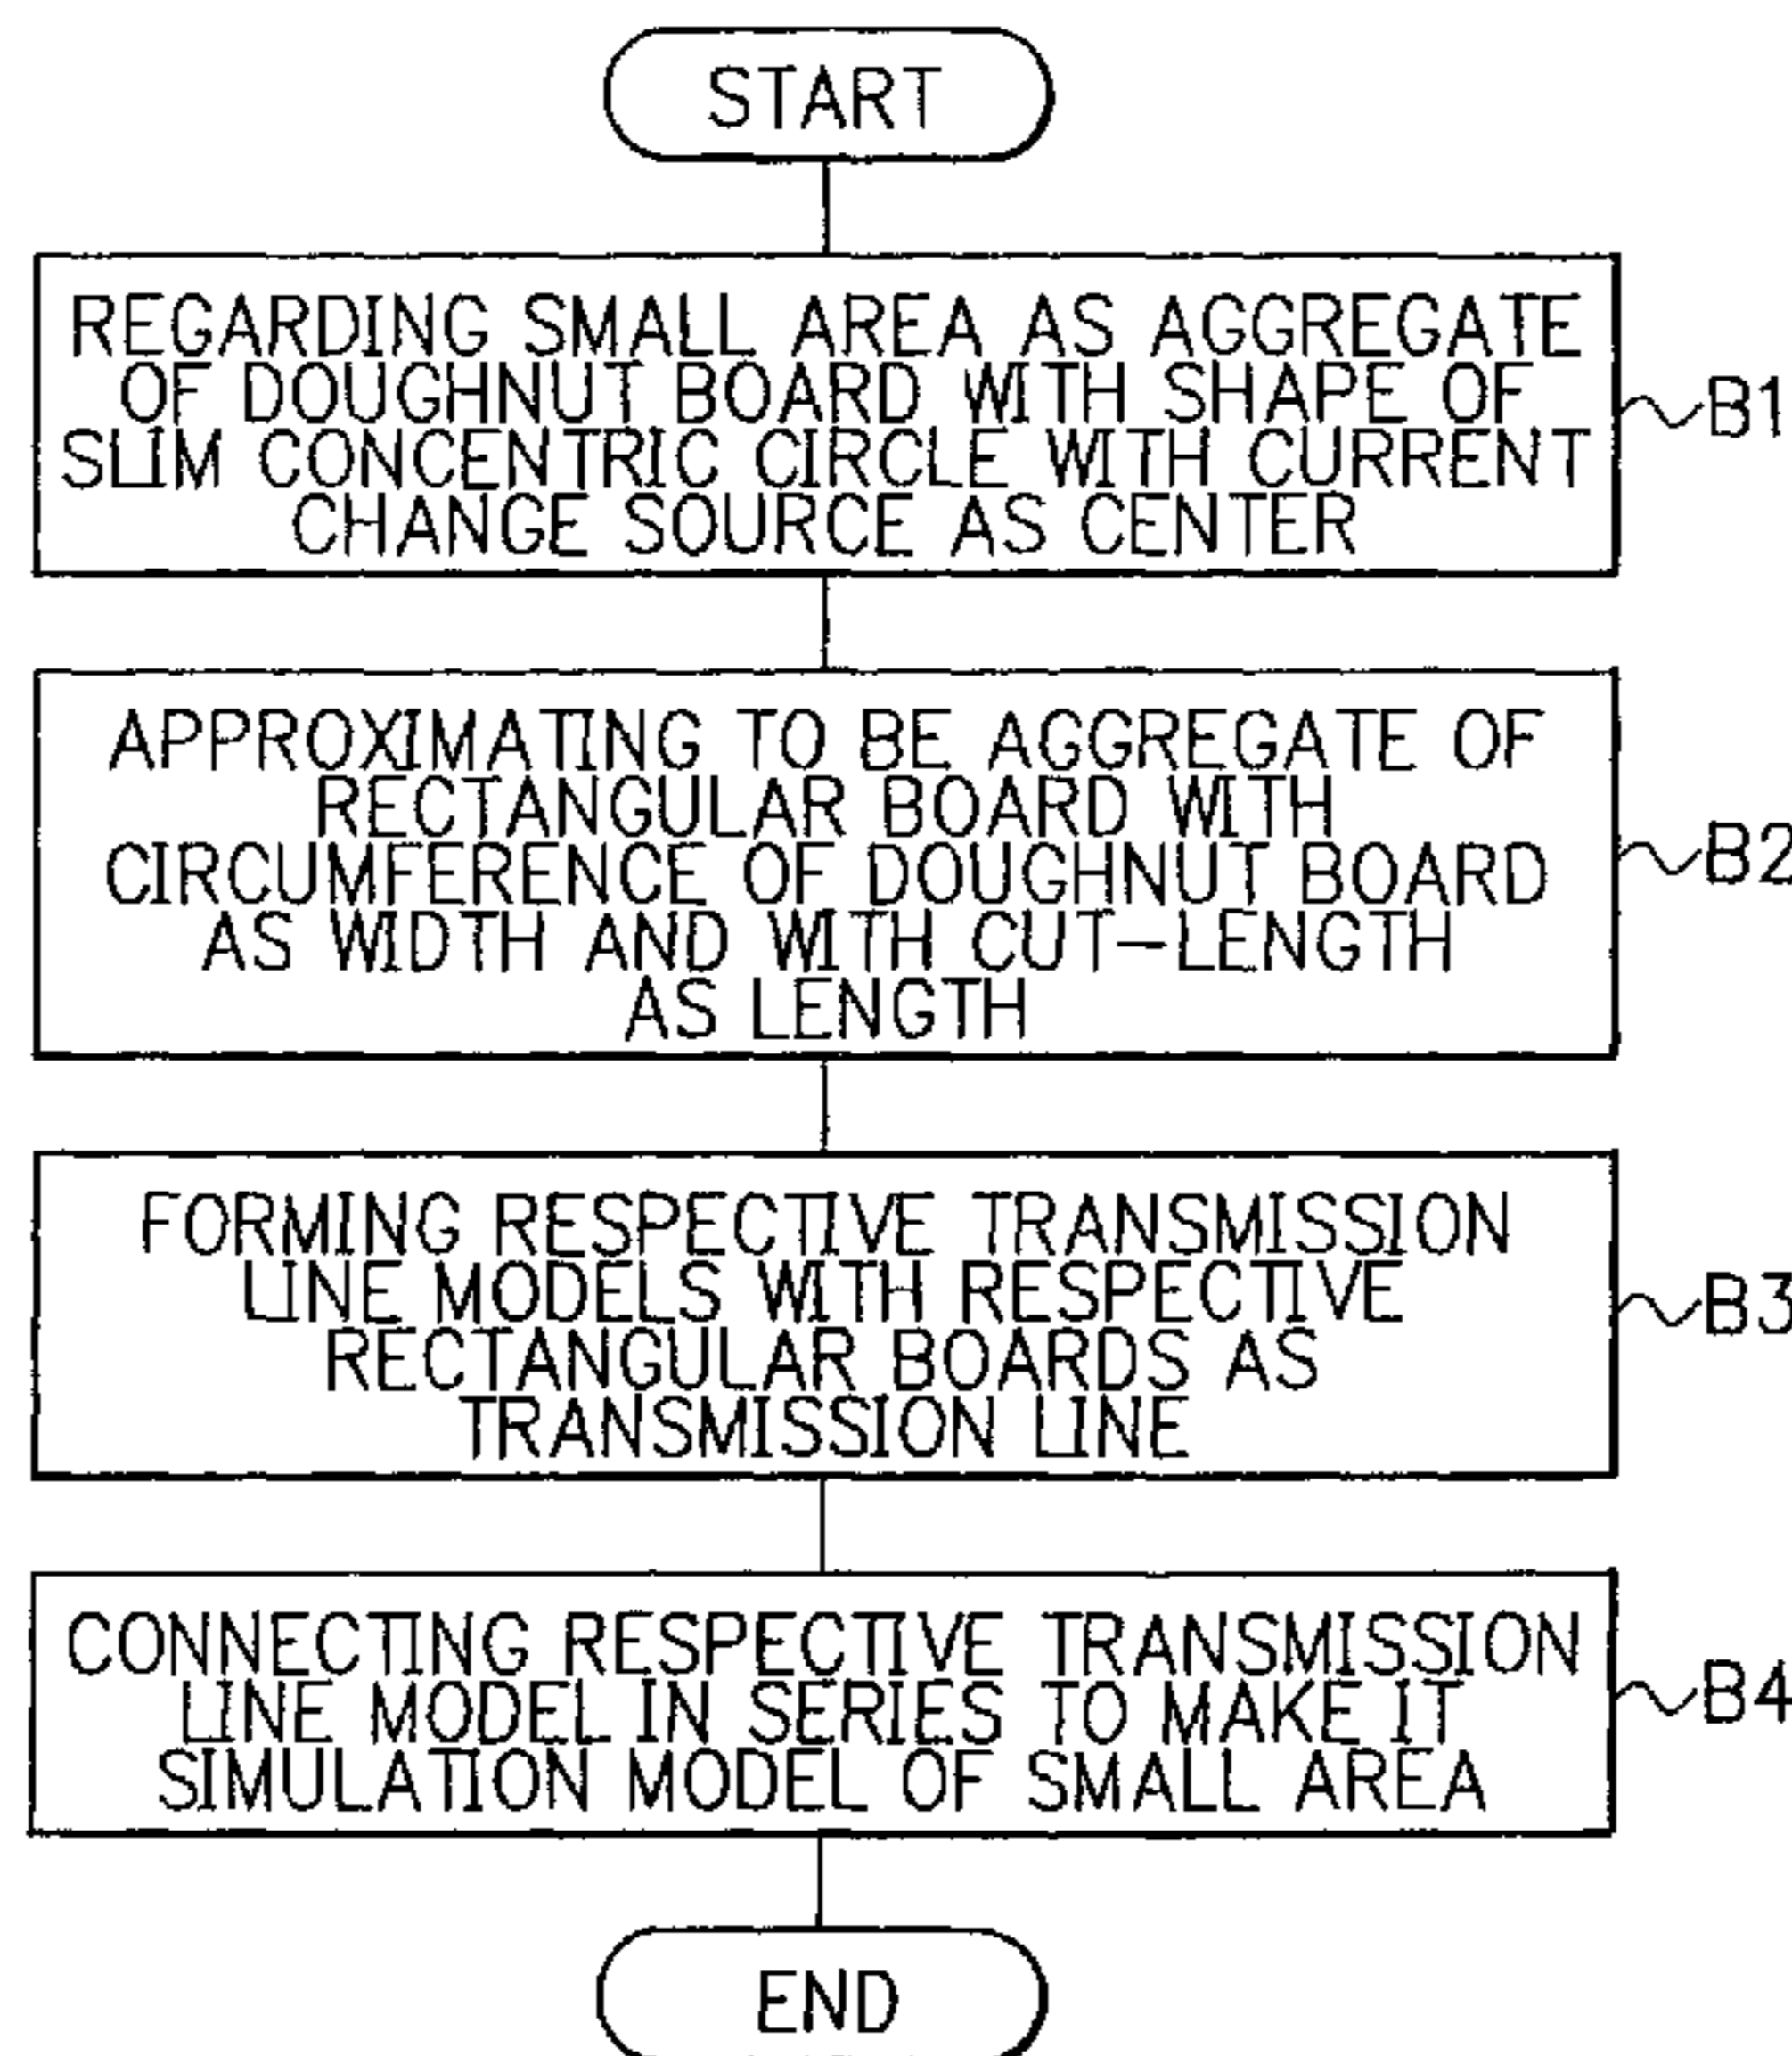 START
REGARDING SMALL AREA AS AGGREGATE
OF DOUGHNUT BOARD WITH SHAPE OF
SLIM CONCENTRIC CIRCLE WITH CURRENT
CHANGE SOURCE AS CENTER
B1
APPROXIMATING TO BE AGGREGATE OF
RECTANGULAR BOARD WITH
CIRCUMFERENCE OF DOUGHNUT BOARD
AS WIDTH AND WITH CUT-LENGTH
AS LENGTH
B2
FORMING RESPECTIVE TRANSMISSION
LINE MODELS WITH RESPECTIVE
RECTANGULAR BOARDS AS
TRANSMISSION LINE
B3
CONNECTING RESPECTIVE TRANSMISSION
LINE MODEL IN SERIES TO MAKE IT
SIMULATION MODEL OF SMALL AREA
B4
END